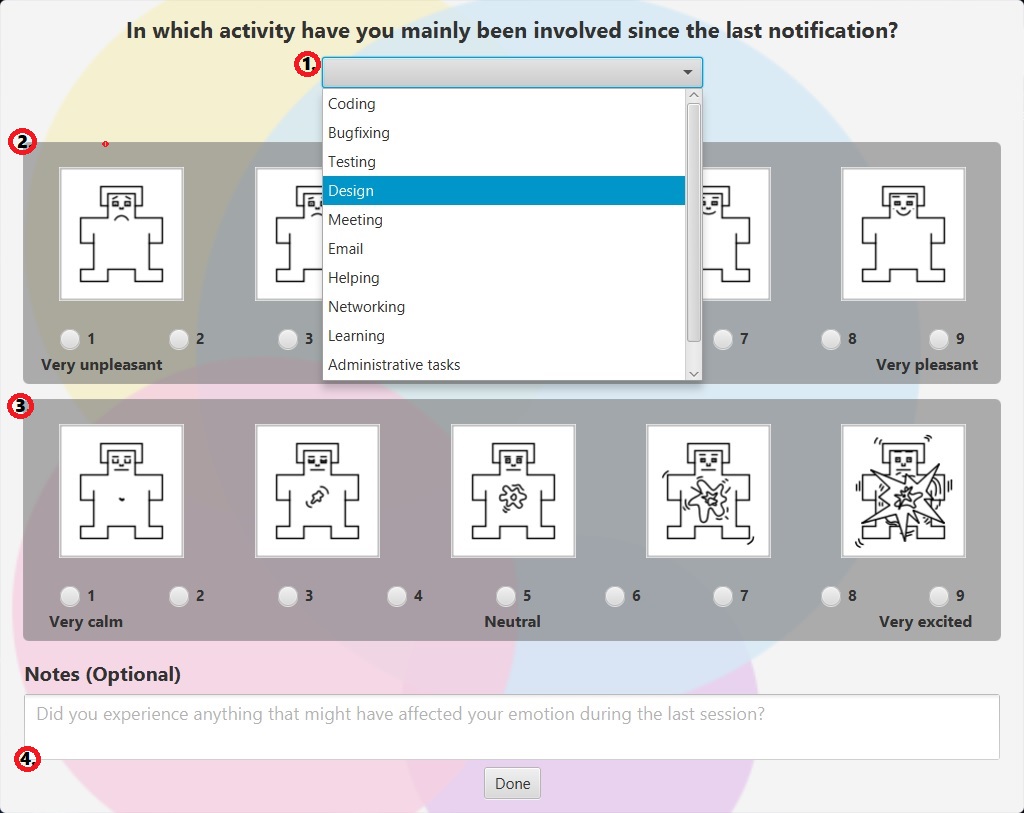 In which activity have you mainly been involved since the last notification?
1.
Coding
Bugfixing
Testing
Design
Meeting
Email
Helping
Networking
Learning
Administrative tasks
2.
1 2 3 7 8 9
Very unpleasant Very pleasant
3
1 2 3 4 5 6 7 8 9
Very calm Neutral Very excited
Notes (Optional)
Did you experience anything that might have affected your emotion during the last session?
4.
Done